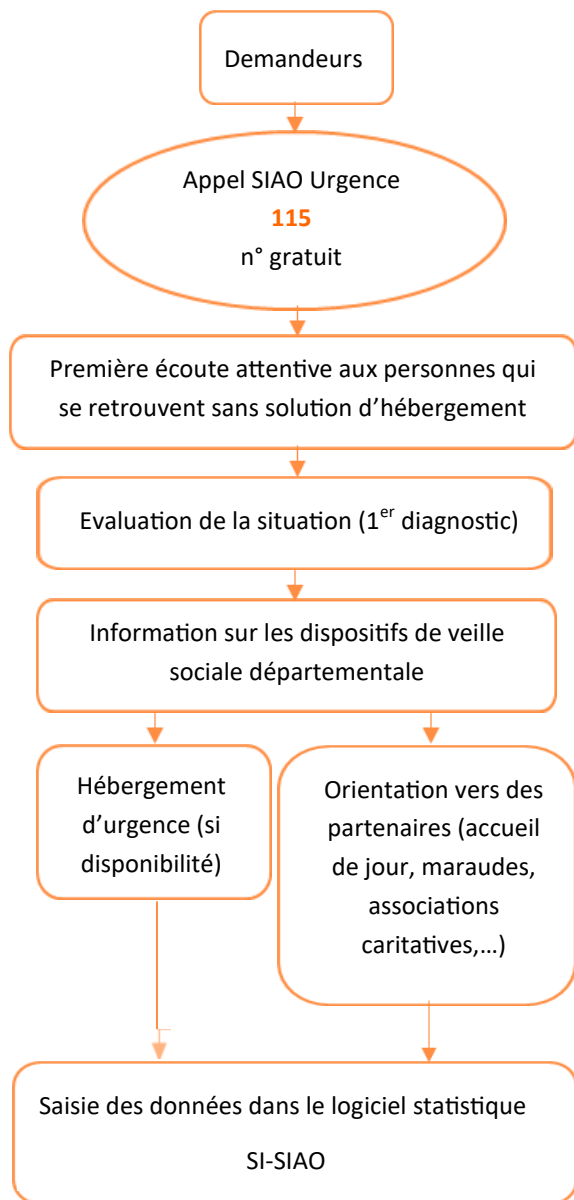 Demandeurs
Appel SIAO Urgence
115
n° gratuit
Première écoute attentive aux personnes qui
se retrouvent sans solution d’hébergement
Evaluation de la situation (1er diagnostic)
Information sur les dispositifs de veille
sociale départementale
Hébergement
d’urgence (si
disponibilité)
Orientation vers des
partenaires (accueil
de jour, maraudes,
associations
caritatives,…)
Saisie des données dans le logiciel statistique
SI-SIAO